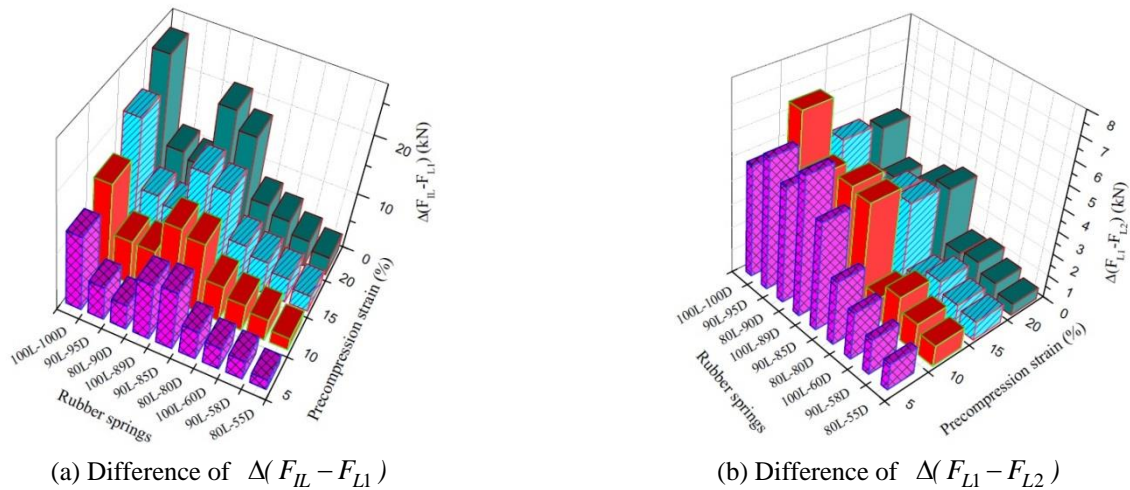 20
10
0
Δ(F_IL-F_L1) (kN)
20
15
10
5
Precompression strain (%)
100L-100D
90L-95D
80L-90D
100L-89D
90L-85D
80L-80D
100L-60D
90L-58D
80L-55D
Rubber springs
8
7
6
5
4
3
2
1
0
Δ(F_L1-F_L2) (kN)
20
15
10
5
Precompression strain (%)
100L-100D
90L-95D
80L-90D
100L-89D
90L-85D
80L-80D
100L-60D
90L-58D
80L-55D
Rubber springs
(a) Difference of Δ( F_IL − F_L1 )
(b) Difference of Δ( F_L1 − F_L2 )